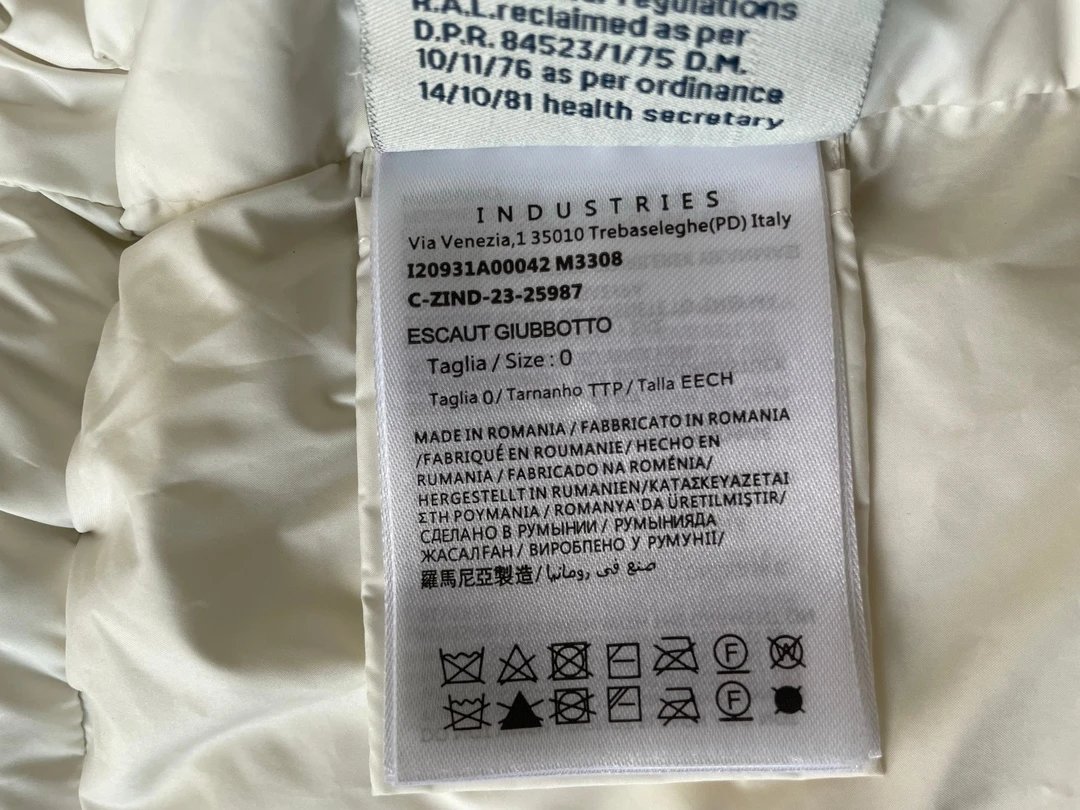 regulations
R.A.L.reclaimed as per
D.P.R. 84523/1/75 D.M.
10/11/76 as per ordinance
14/10/81 health secretary
INDUSTRIES
Via Venezia,1 35010 Trebaseleghe(PD) Italy
I20931A00042 M3308
C-ZIND-23-25987
ESCAUT GIUBBOTTO
Taglia / Size : 0
Taglia 0/ Tarnanho TTP/ Talla EECH
MADE IN ROMANIA / FABBRICATO IN ROMANIA
/FABRIQUÉ EN ROUMANIE/ HECHO EN
RUMANIA / FABRICADO NA ROMÉNIA/
HERGESTELLT IN RUMANIEN/ΚΑΤΑΣΚΕΥΑΖΕΤΑΙ
ΣΤΗ ΡΟΥΜΑΝΙΑ / ROMANYA'DA ÜRETILMIŞTIR/
СДЕЛАНО В РУМЫНИИ / РУМЫНИЯДА
ЖАСАЛҒАН / ВИРОБПЕНО У РУМУНІІ/
羅馬尼亞製造/ صنع في رومانيا
F W
F